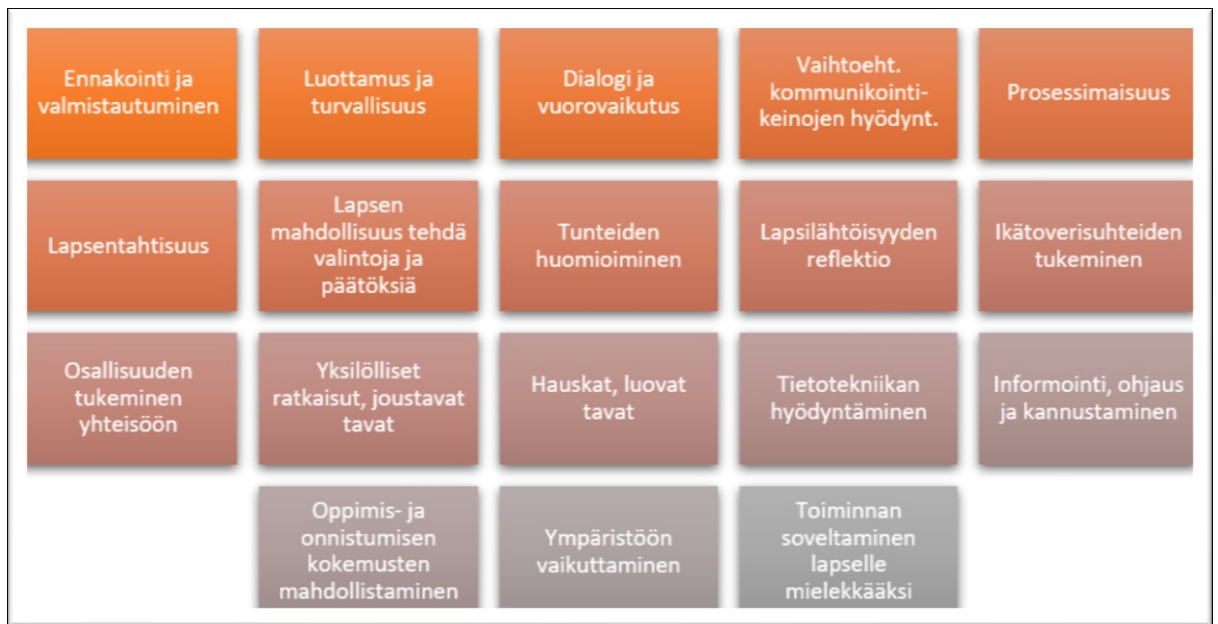 Ennakointi ja
valmistautuminen
Luottamus ja
turvallisuus
Dialogi ja
vuorovaikutus
Vaihtoeht.
kommunikointi-
keinojen hyödynt.
Prosessimaisuus
Lapsentahtisuus
Lapsen
mahdollisuus tehdä
valintoja ja
päätöksiä
Tunteiden
huomioiminen
Lapsilähtöisyyden
reflektio
Ikätoverisuhteiden
tukeminen
Osallisuuden
tukeminen
yhteisöön
Yksilölliset
ratkaisut, joustavat
tavat
Hauskat, luovat
tavat
Tietotekniikan
hyödyntäminen
Informointi, ohjaus
ja kannustaminen
Oppimis- ja
onnistumisen
kokemusten
mahdollistaminen
Ympäristöön
vaikuttaminen
Toiminnan
soveltaminen
lapselle
mielekkääksi